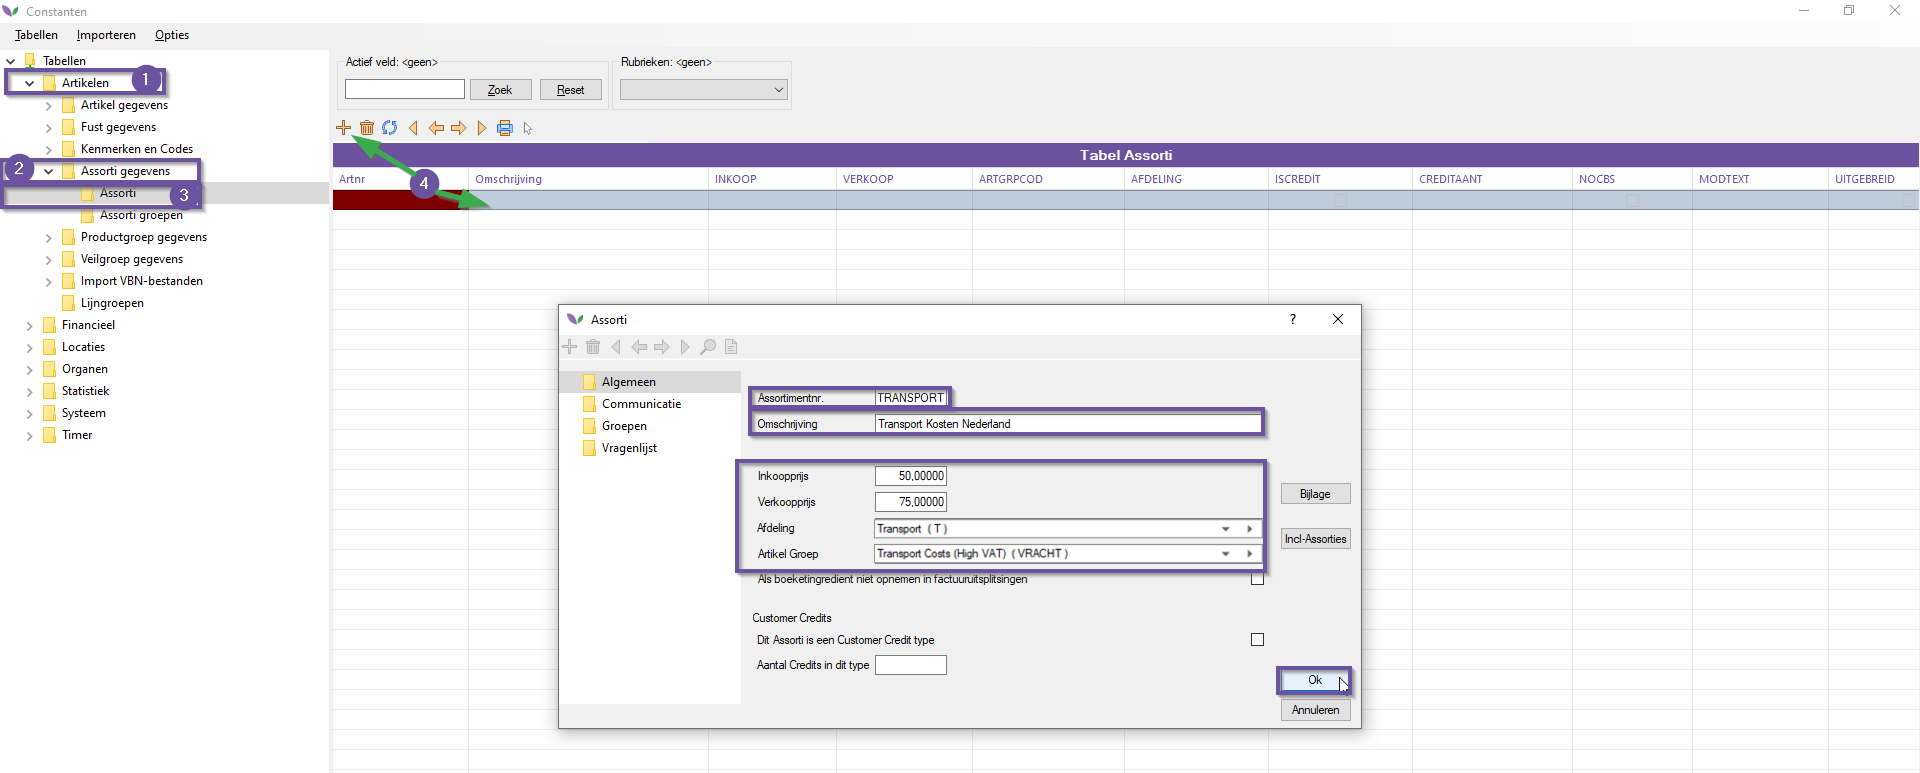 Constanten
Tabellen Importeren Opties
Tabellen
Artikelen 1
Artikel gegevens
Fust gegevens
Kenmerken en Codes
2 Assorti gegevens
Assorti 3
Assorti groepen
Productgroep gegevens
Veilgroep gegevens
Import VBN-bestanden
Lijngroepen
Financieel
Locaties
Organen
Statistiek
Systeem
Timer
Actief veld: <geen>
Zoek Reset
Rubrieken: <geen>
Tabel Assorti
Artnr Omschrijving INKOOP VERKOOP ARTGRPCOD AFDELING ISCREDIT CREDITAANT NOCBS MODTEXT UITGEBREID
4
Assorti ?
Algemeen
Communicatie
Groepen
Vragenlijst
Assortimentnr. TRANSPORT
Omschrijving Transport Kosten Nederland
Inkoopprijs 50,00000
Verkoopprijs 75,00000
Afdeling Transport ( T )
Artikel Groep Transport Costs (High VAT) ( VRACHT )
Als boeketingredient niet opnemen in factuuruitsplitsingen
Customer Credits
Dit Assorti is een Customer Credit type
Aantal Credits in dit type
Bijlage
Incl-Assorties
Ok
Annuleren